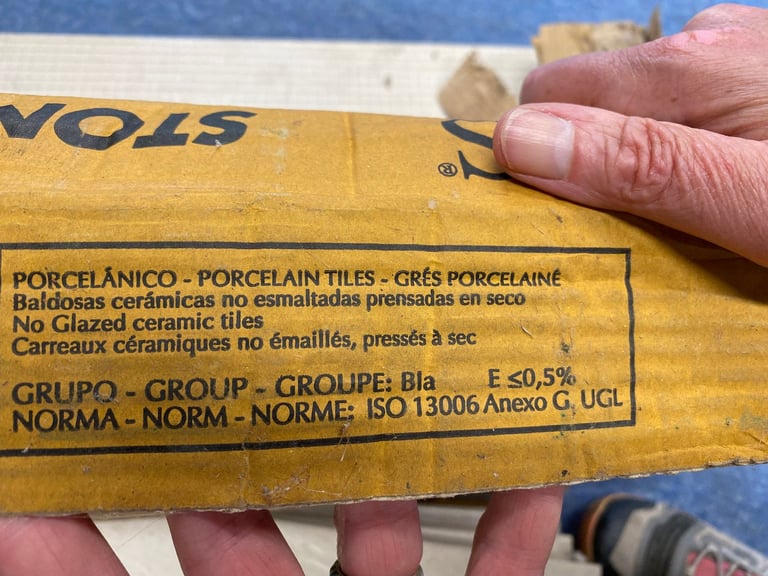 STON
®
PORCELÁNICO - PORCELAIN TILES - GRÉS PORCELAINÉ
Baldosas cerámicas no esmaltadas prensadas en seco
No Glazed ceramic tiles
Carreaux céramiques no émaillés, pressés à sec
GRUPO - GROUP - GROUPE: Bla E ≤0,5%
NORMA - NORM - NORME: ISO 13006 Anexo G, UGL